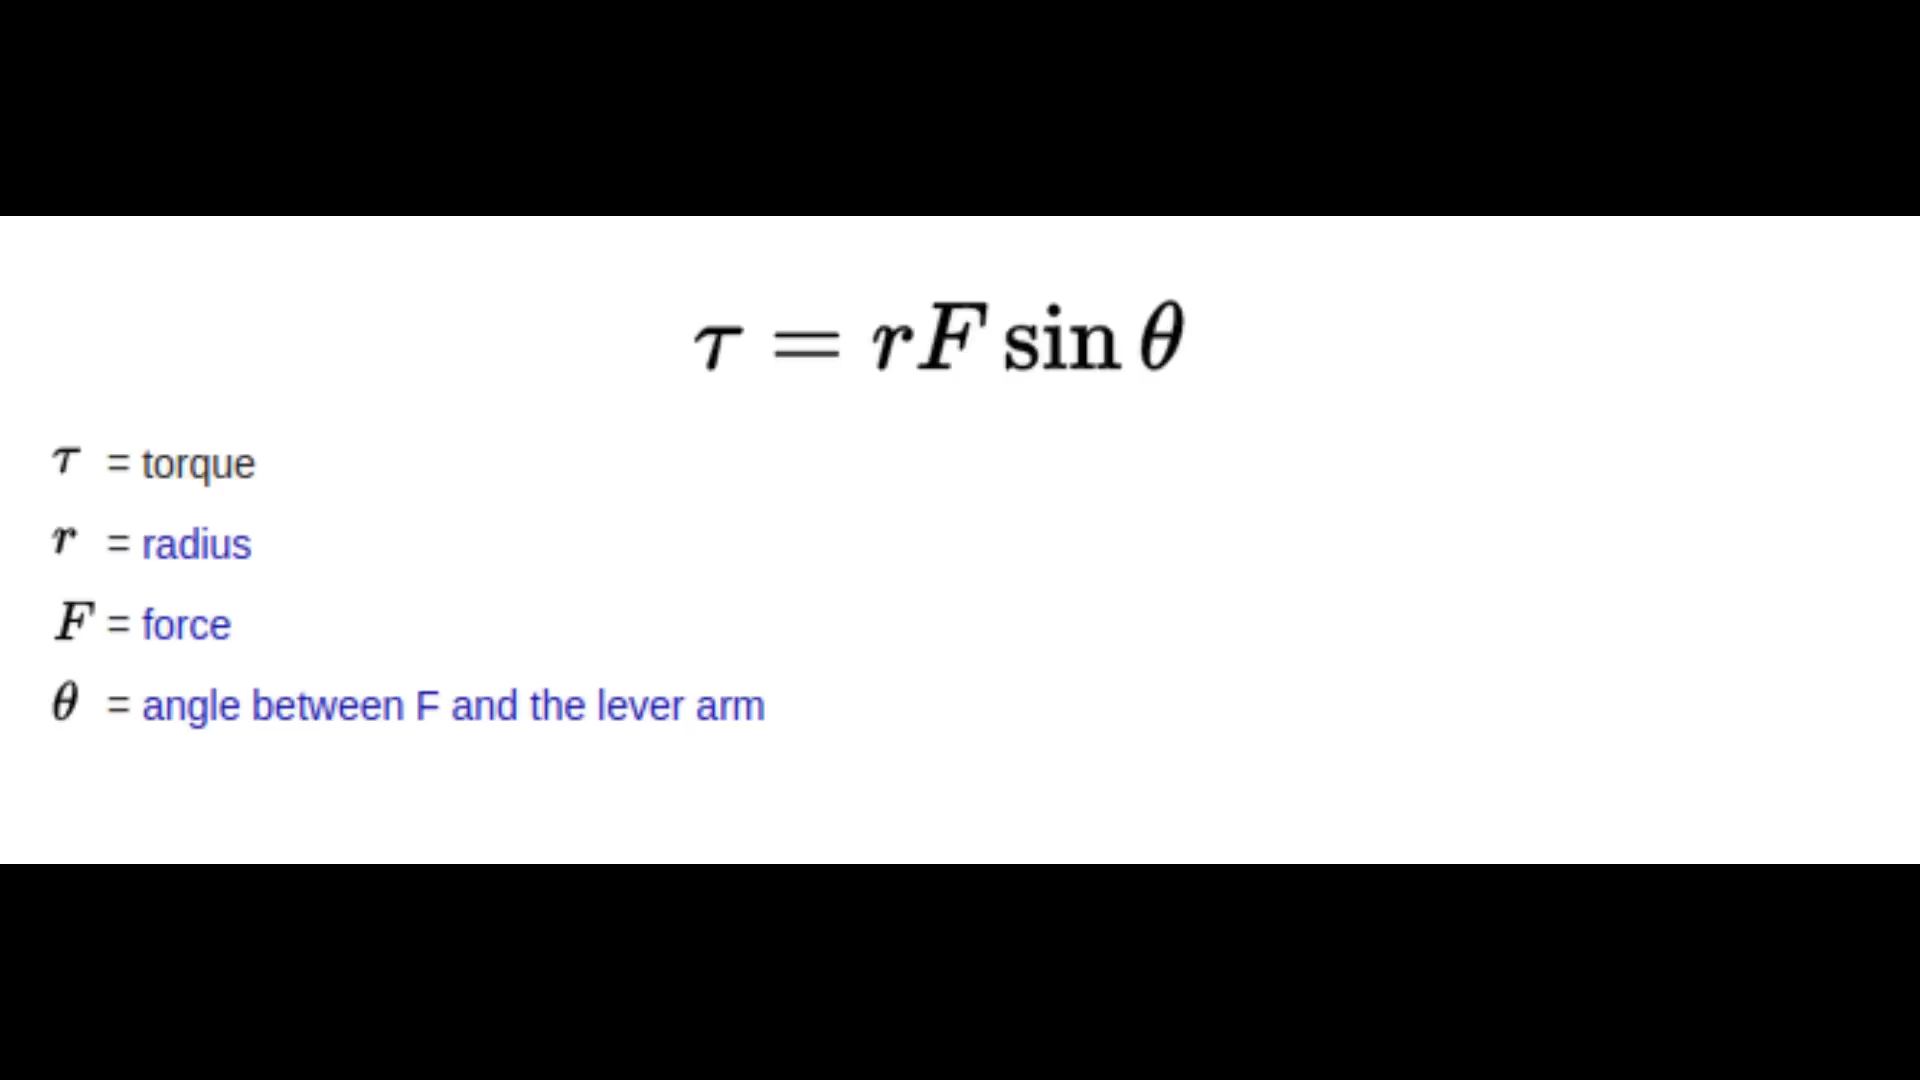 τ = rF sin θ
τ = torque
r = radius
F = force
θ = angle between F and the lever arm